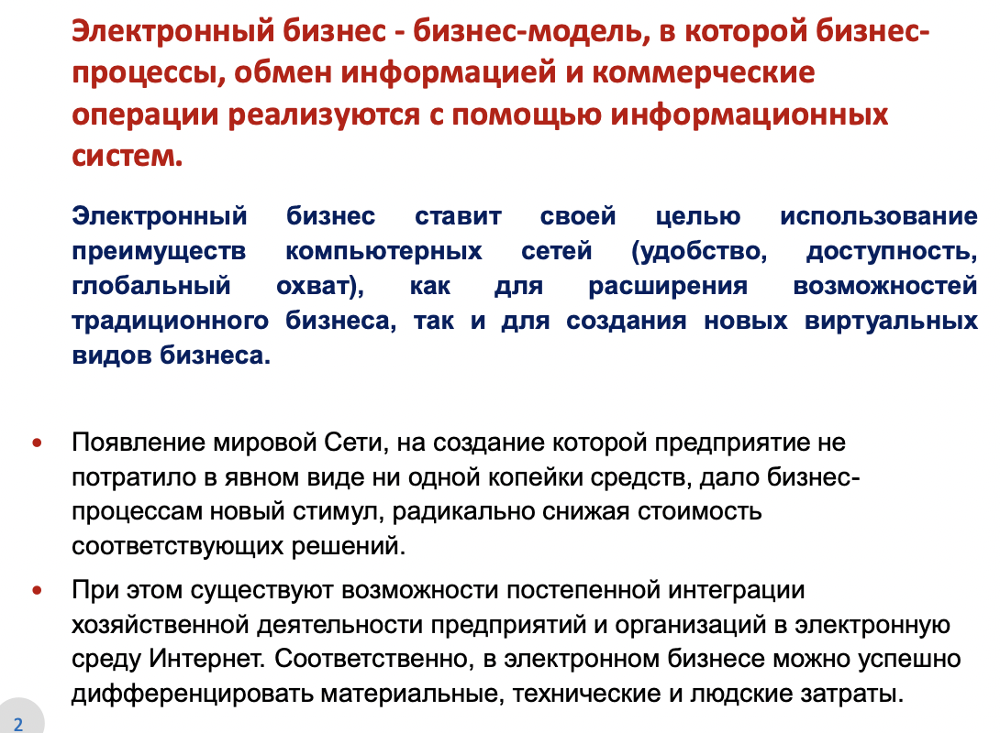 Электронный бизнес - бизнес-модель, в которой бизнес-
процессы, обмен информацией и коммерческие
операции реализуются с помощью информационных
систем.
Электронный бизнес ставит своей целью использование
преимуществ компьютерных сетей (удобство, доступность,
глобальный охват), как для расширения возможностей
традиционного бизнеса, так и для создания новых виртуальных
видов бизнеса.
• Появление мировой Сети, на создание которой предприятие не
потратило в явном виде ни одной копейки средств, дало бизнес-
процессам новый стимул, радикально снижая стоимость
соответствующих решений.
• При этом существуют возможности постепенной интеграции
хозяйственной деятельности предприятий и организаций в электронную
среду Интернет. Соответственно, в электронном бизнесе можно успешно
дифференцировать материальные, технические и людские затраты.
2